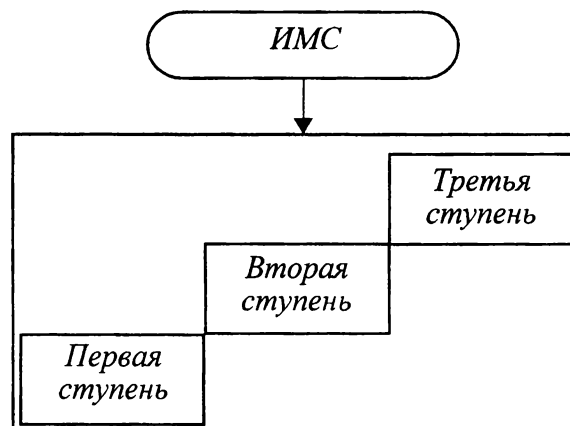 ИМС
Третья
ступень
Вторая
ступень
Первая
ступень